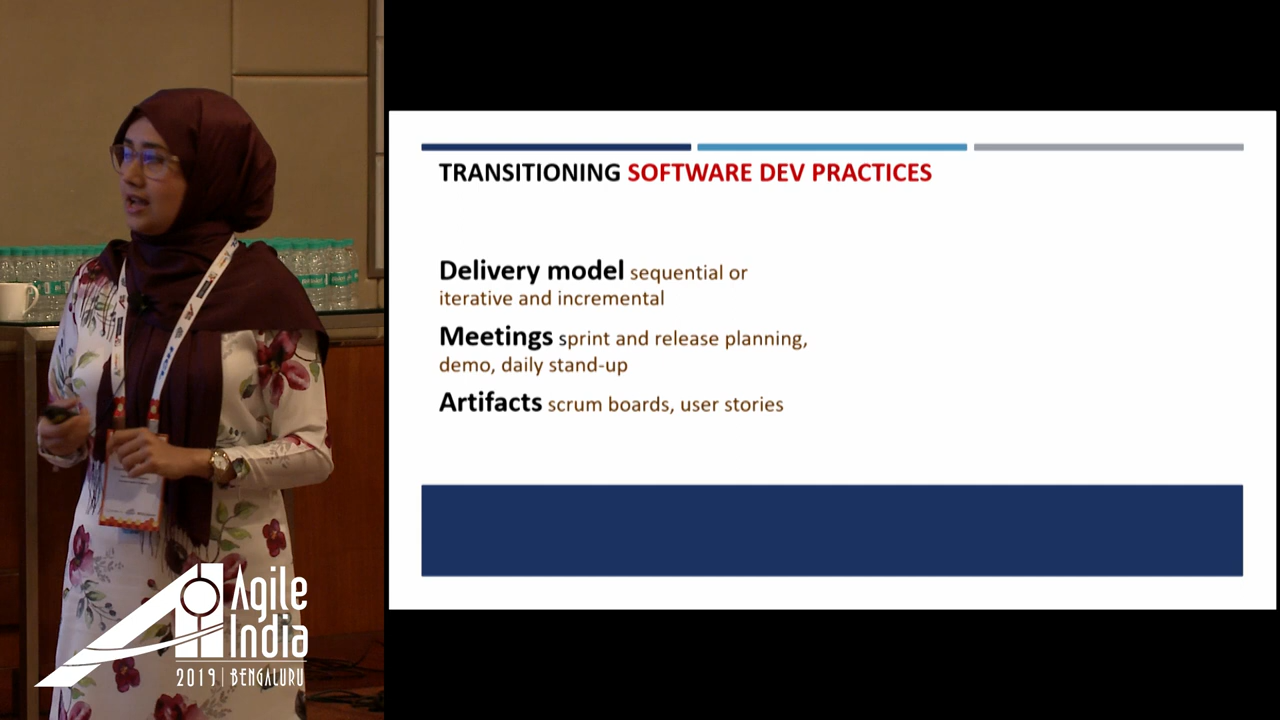 TRANSITIONING SOFTWARE DEV PRACTICES
Delivery model sequential or
iterative and incremental
Meetings sprint and release planning,
demo, daily stand-up
Artifacts scrum boards, user stories
Agile
India
2019 | BENGALURU